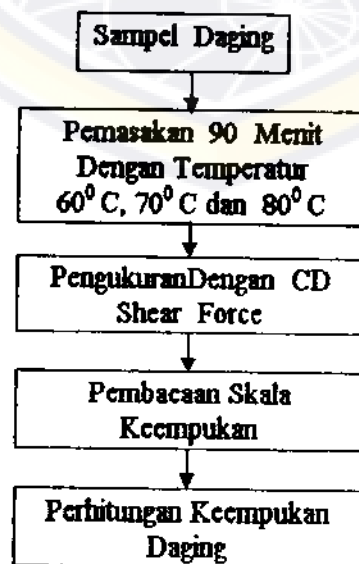 Sampel Daging
Pemasakan 90 Menit
Dengan Temperatur
60⁰ C, 70⁰ C dan 80⁰ C
PengukuranDengan CD
Shear Force
Pembacaan Skala
Keempukan
Perhitungan Keempukan
Daging